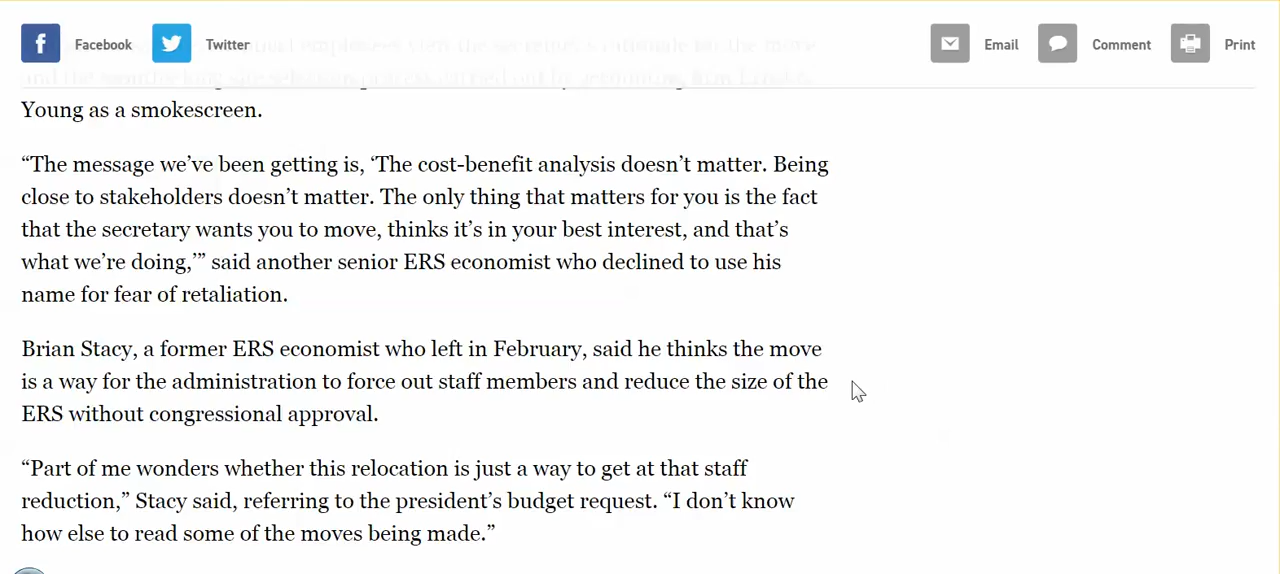 Facebook Twitter Email Comment Print
Young as a smokescreen.
“The message we’ve been getting is, ‘The cost-benefit analysis doesn’t matter. Being
close to stakeholders doesn’t matter. The only thing that matters for you is the fact
that the secretary wants you to move, thinks it’s in your best interest, and that’s
what we’re doing,’” said another senior ERS economist who declined to use his
name for fear of retaliation.
Brian Stacy, a former ERS economist who left in February, said he thinks the move
is a way for the administration to force out staff members and reduce the size of the
ERS without congressional approval.
“Part of me wonders whether this relocation is just a way to get at that staff
reduction,” Stacy said, referring to the president’s budget request. “I don’t know
how else to read some of the moves being made.”